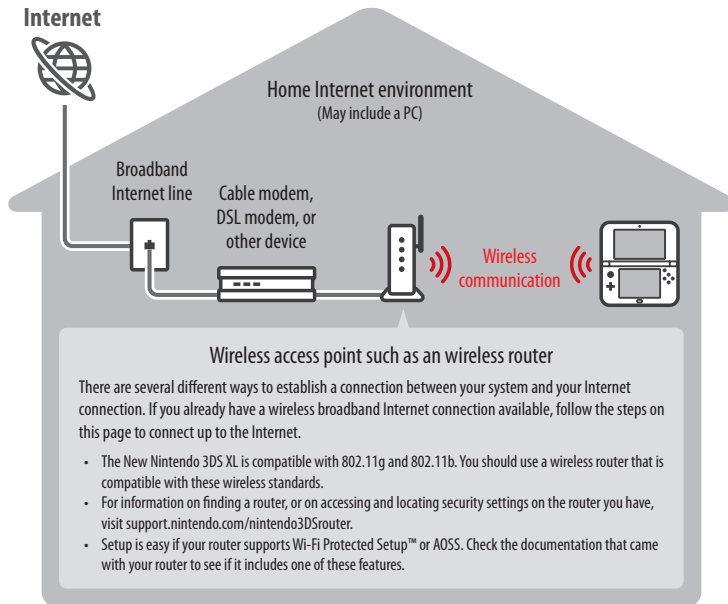 Internet
Home Internet environment
(May include a PC)
Broadband
Internet line
Cable modem,
DSL modem, or
other device
Wireless
communication
Wireless access point such as an wireless router
There are several different ways to establish a connection between your system and your Internet
connection. If you already have a wireless broadband Internet connection available, follow the steps on
this page to connect up to the Internet.
• The New Nintendo 3DS XL is compatible with 802.11g and 802.11b. You should use a wireless router that is
compatible with these wireless standards.
• For information on finding a router, or on accessing and locating security settings on the router you have,
visit support.nintendo.com/nintendo3DSrouter.
• Setup is easy if your router supports Wi-Fi Protected Setup™ or AOSS. Check the documentation that came
with your router to see if it includes one of these features.